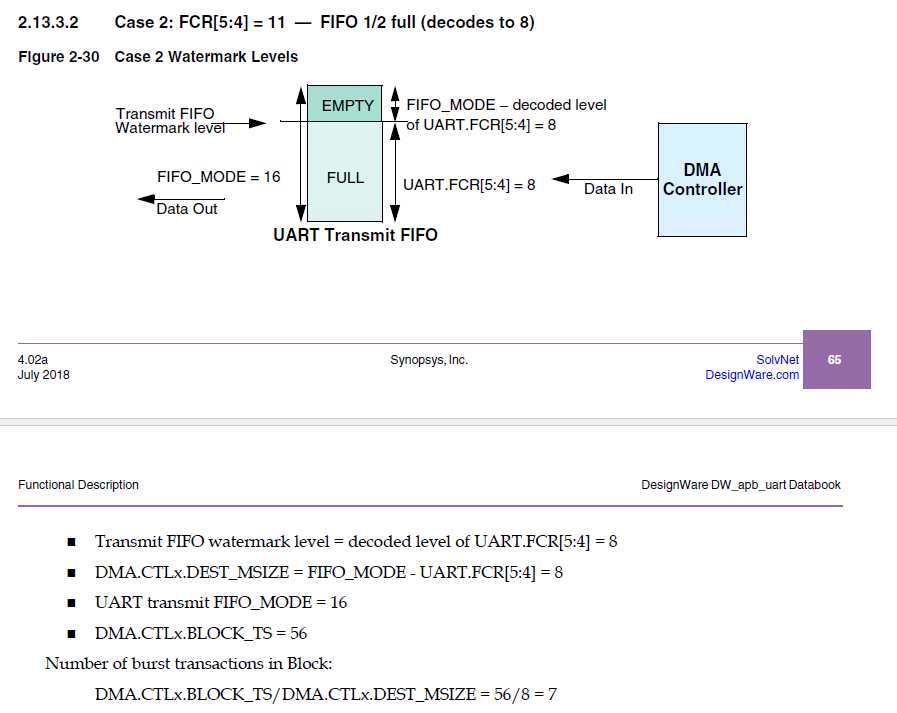 2.13.3.2 Case 2: FCR[5:4] = 11 — FIFO 1/2 full (decodes to 8)
Figure 2-30 Case 2 Watermark Levels
Transmit FIFO
Watermark level
EMPTY
FIFO_MODE – decoded level
of UART.FCR[5:4] = 8
FIFO_MODE = 16
Data Out
FULL
UART.FCR[5:4] = 8
Data In
DMA
Controller
UART Transmit FIFO
4.02a
July 2018
Synopsys, Inc.
SolvNet
DesignWare.com
65
Functional Description
DesignWare DW_apb_uart Databook
■ Transmit FIFO watermark level = decoded level of UART.FCR[5:4] = 8
■ DMA.CTLx.DEST_MSIZE = FIFO_MODE - UART.FCR[5:4] = 8
■ UART transmit FIFO_MODE = 16
■ DMA.CTLx.BLOCK_TS = 56
Number of burst transactions in Block:
DMA.CTLx.BLOCK_TS/DMA.CTLx.DEST_MSIZE = 56/8 = 7